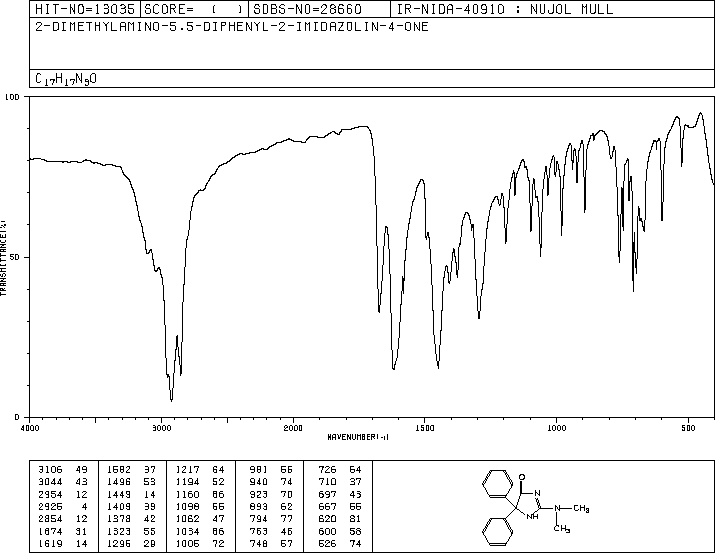 HIT-NO=13035 SCORE= ( ) SDBS-NO=28660 IR-NIDA-40910 : NUJOL MULL
2-DIMETHYLAMINO-5,5-DIPHENYL-2-IMIDAZOLIN-4-ONE
C17H17N3O
100
50
0
TRANSMITTANCE(%)
4000 3000 2000 1500 1000 500
WAVENUMBER(-1)
3106 49 1582 37 1217 64 981 55 726 64
3044 43 1496 53 1194 52 940 74 710 37
2954 12 1449 14 1160 66 923 70 697 43
2925 4 1409 39 1098 55 893 62 667 55
2854 12 1378 42 1062 47 794 77 620 81
1674 31 1323 55 1034 66 763 46 600 58
1619 14 1295 29 1005 72 748 57 526 74
O
N
NH
N
CH3
CH3